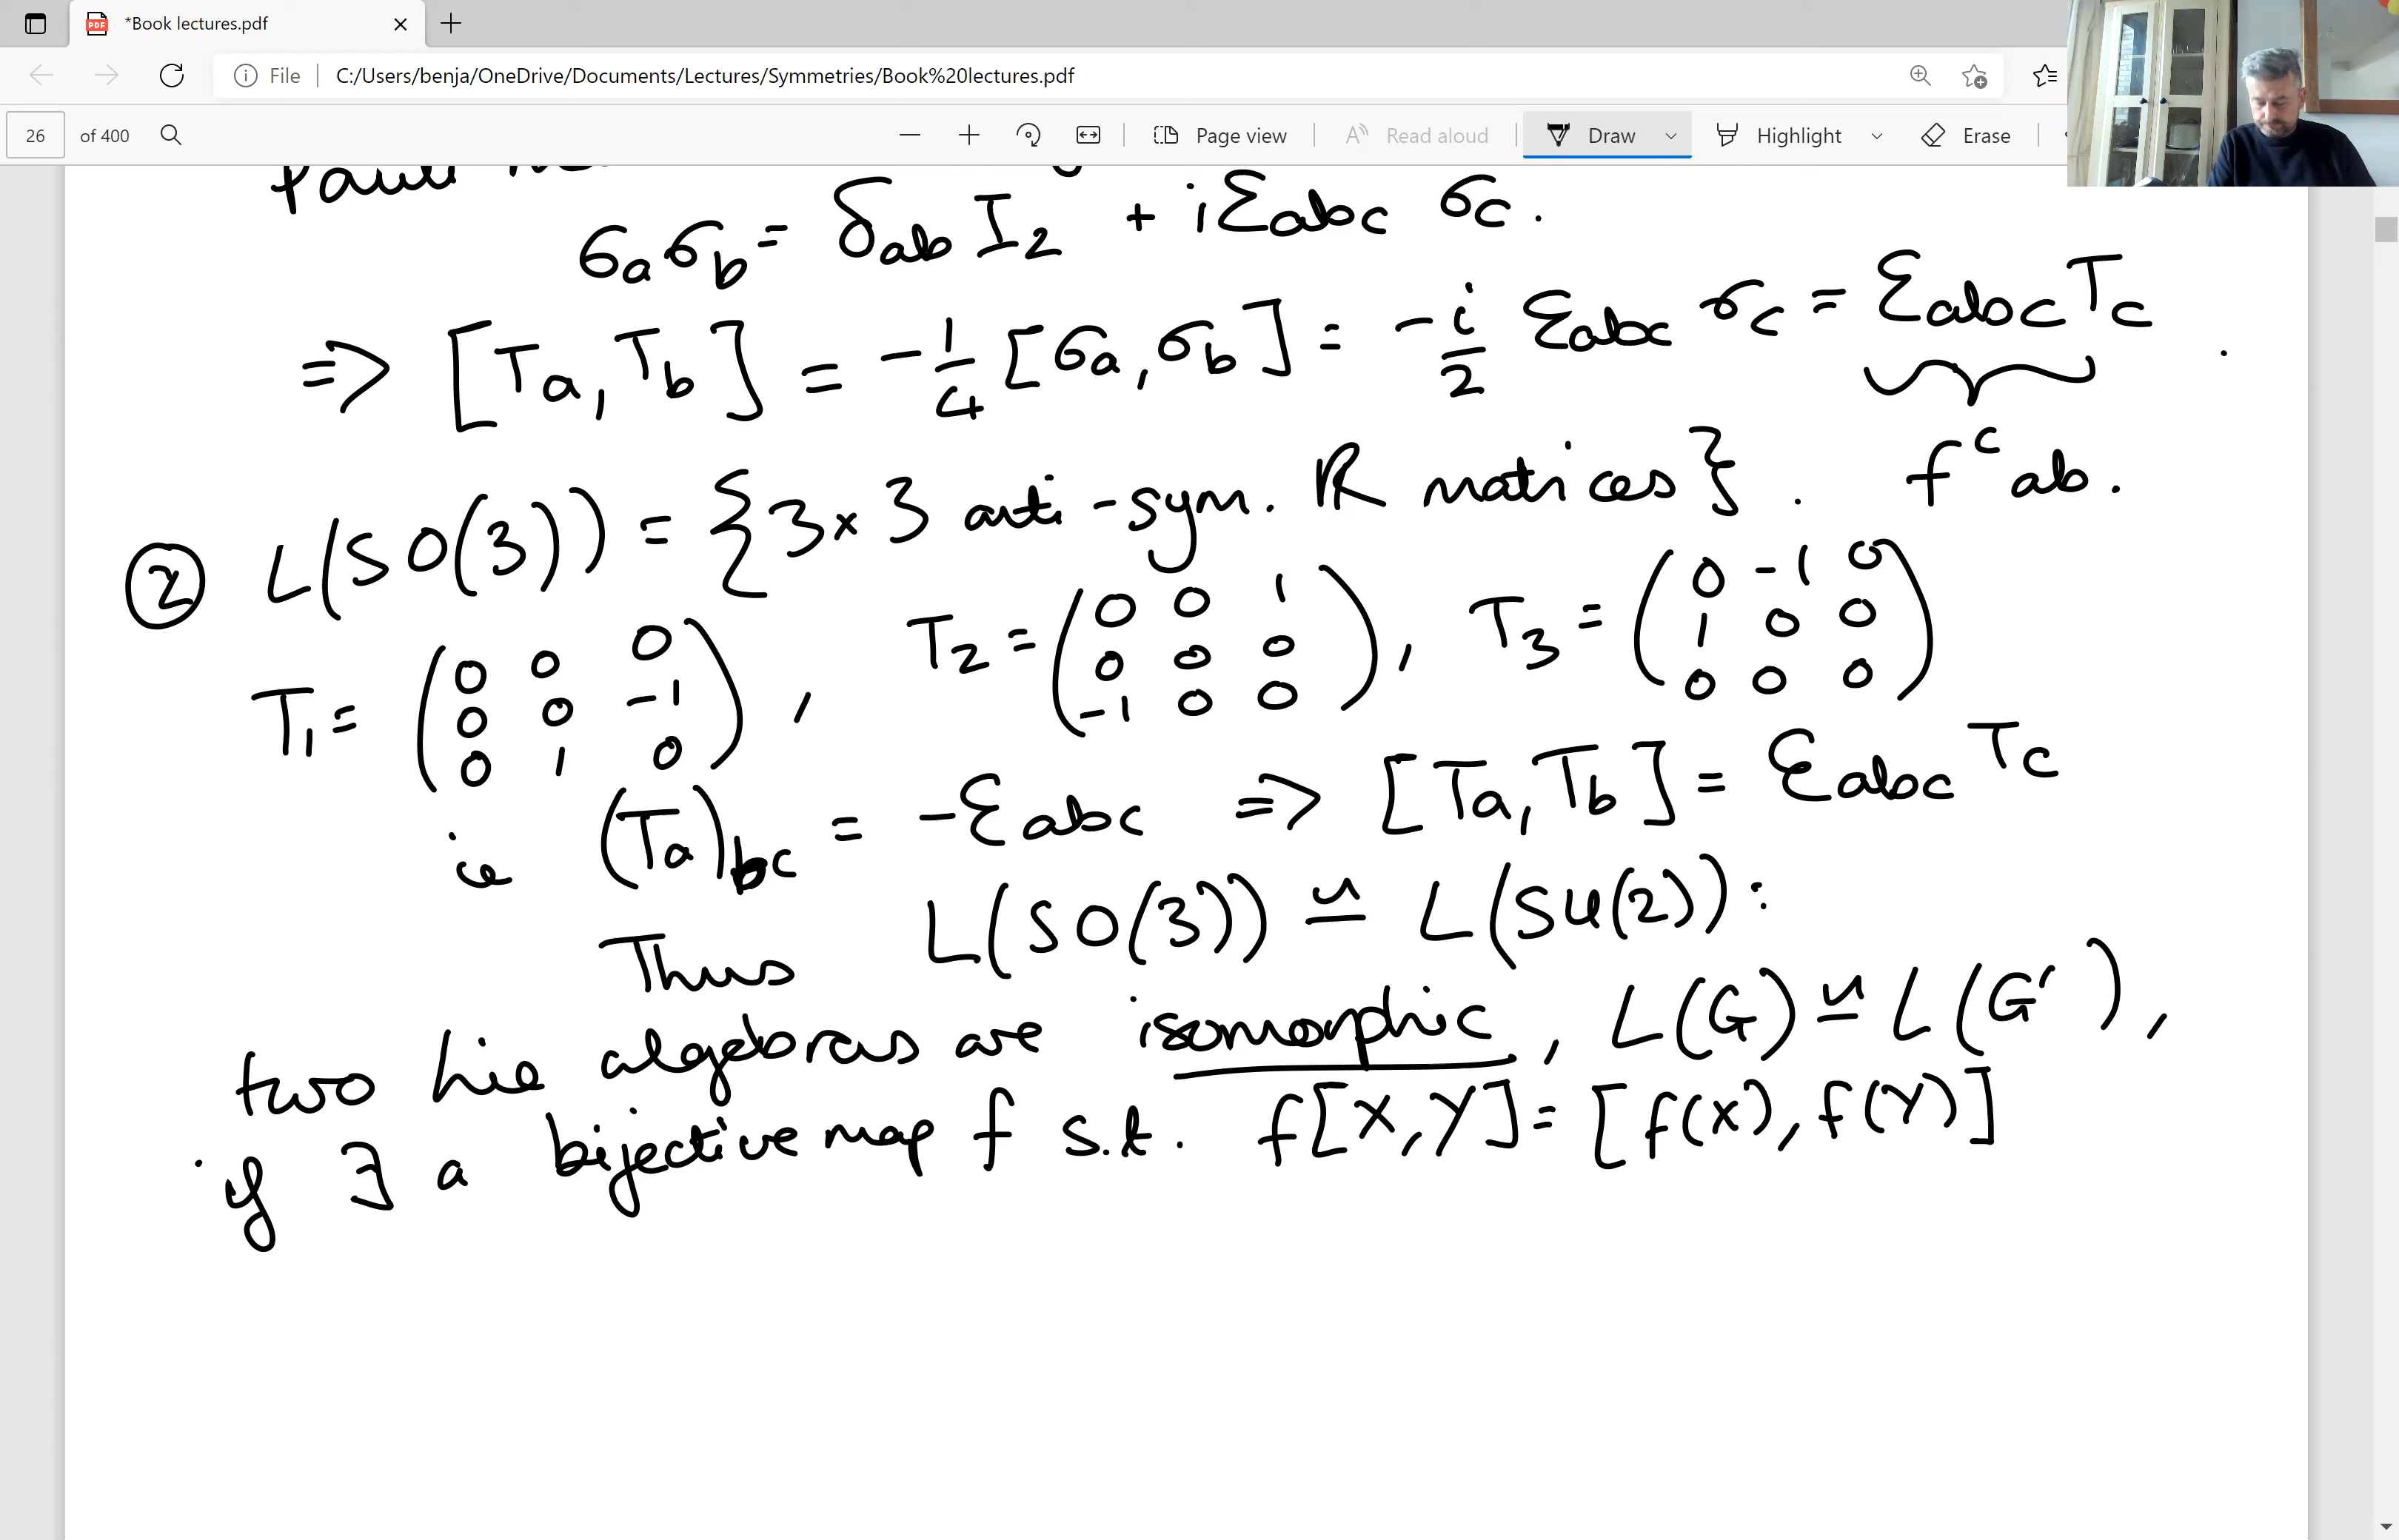 *Book lectures.pdf
File C:/Users/benja/OneDrive/Documents/Lectures/Symmetries/Book%20lectures.pdf
26 of 400 Page view Read aloud Draw Highlight Erase
σaσb = δab I2 + iεabc σc.
=> [Ta, Tb] = -1/4 [σa, σb] = -i/2 εabc σc = εabc Tc.
f^c ab.
② L(SO(3)) = {3×3 anti-sym. ℝ matrices}.
T1 = (0 0 0; 0 0 -1; 0 1 0), T2 = (0 0 1; 0 0 0; -1 0 0), T3 = (0 -1 0; 1 0 0; 0 0 0)
ie (Ta)bc = -εabc => [Ta, Tb] = εabc Tc
Thus L(SO(3)) ≃ L(SU(2)):
two Lie algebras are isomorphic, L(G) ≃ L(G'),
if ∃ a bijective map f s.t. f[X,Y] = [f(X), f(Y)]